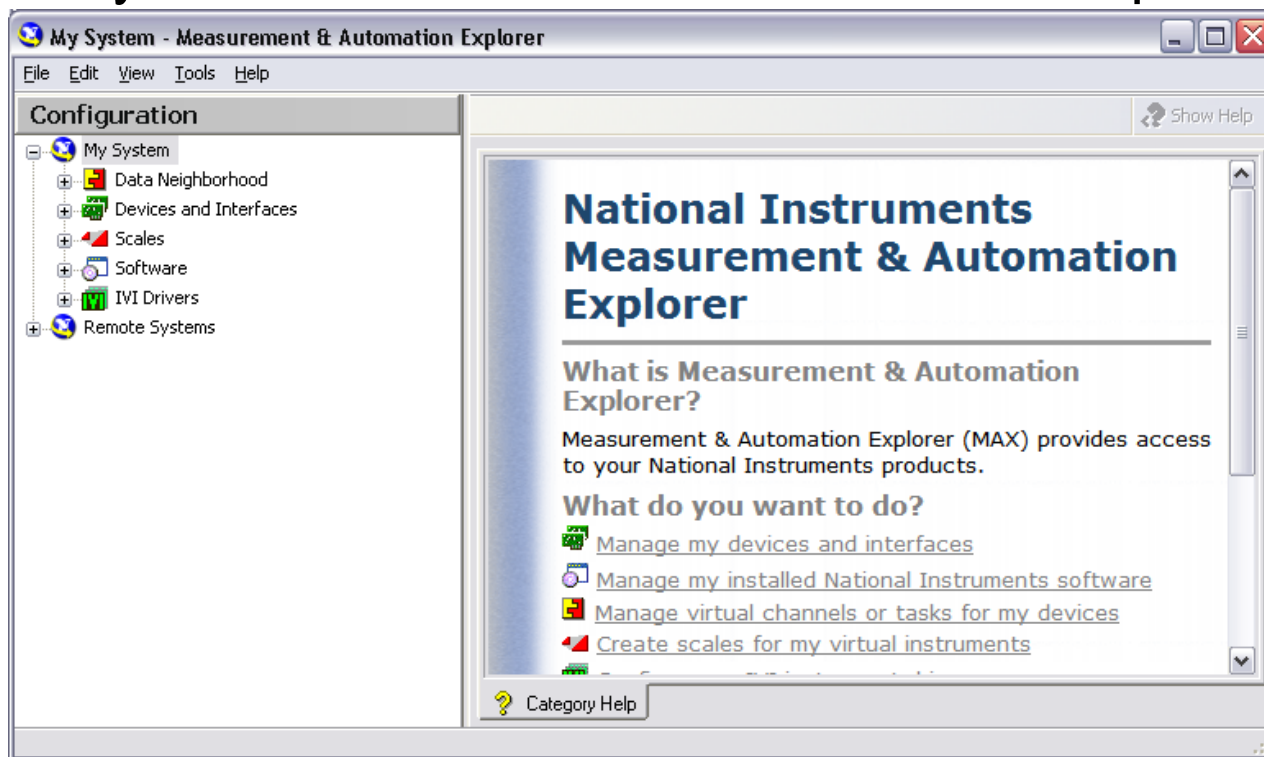 My System - Measurement & Automation Explorer
File Edit View Tools Help
Configuration
Show Help
My System
Data Neighborhood
Devices and Interfaces
Scales
Software
IVI Drivers
Remote Systems
National Instruments
Measurement & Automation
Explorer
What is Measurement & Automation
Explorer?
Measurement & Automation Explorer (MAX) provides access
to your National Instruments products.
What do you want to do?
Manage my devices and interfaces
Manage my installed National Instruments software
Manage virtual channels or tasks for my devices
Create scales for my virtual instruments
Category Help